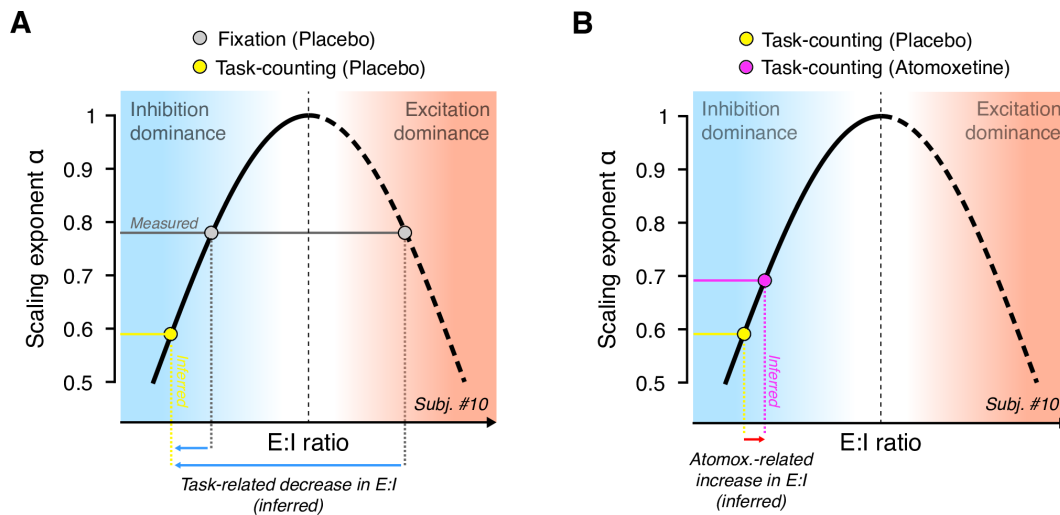 A
Fixation (Placebo)
Task-counting (Placebo)
Inhibition
dominance
Excitation
dominance
Scaling exponent α
1
0.9
0.8
0.7
0.6
0.5
Measured
Inferred
Subj. #10
E:I ratio
Task-related decrease in E:I
(inferred)
B
Task-counting (Placebo)
Task-counting (Atomoxetine)
Inhibition
dominance
Excitation
dominance
Scaling exponent α
1
0.9
0.8
0.7
0.6
0.5
Inferred
Subj. #10
E:I ratio
Atomox.-related
increase in E:I
(inferred)